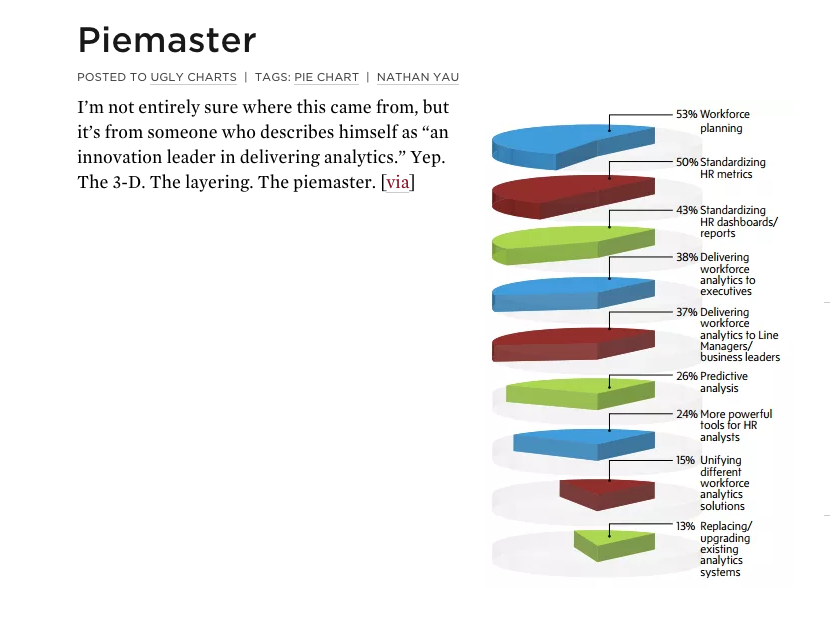 Piemaster
POSTED TO UGLY CHARTS | TAGS: PIE CHART | NATHAN YAU
I'm not entirely sure where this came from, but
it's from someone who describes himself as “an
innovation leader in delivering analytics.” Yep.
The 3-D. The layering. The piemaster. [via]
53% Workforce
planning
50% Standardizing
HR metrics
43% Standardizing
HR dashboards/
reports
38% Delivering
workforce
analytics to
executives
37% Delivering
workforce
analytics to Line
Managers/
business leaders
26% Predictive
analysis
24% More powerful
tools for HR
analysts
15% Unifying
different
workforce
analytics
solutions
13% Replacing/
upgrading
existing
analytics
systems